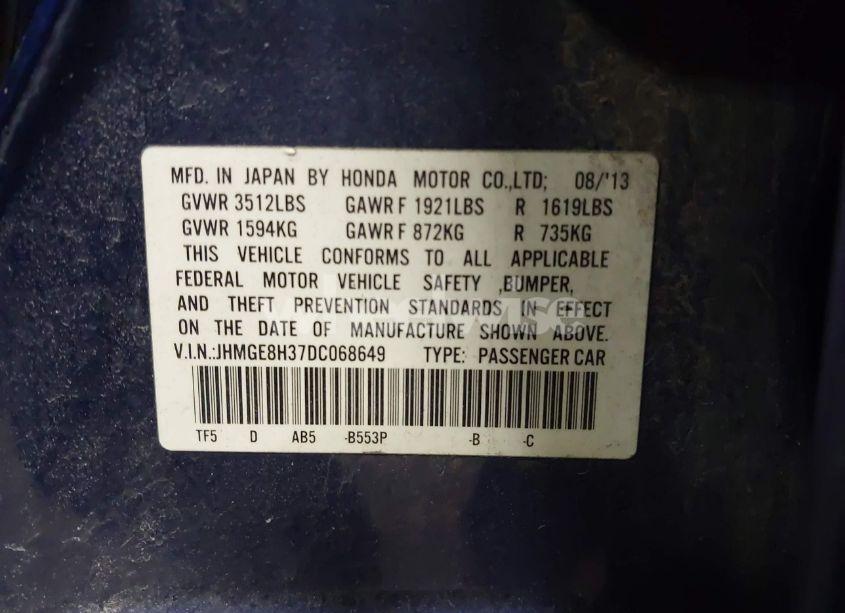 MFD. IN JAPAN BY HONDA MOTOR CO.,LTD; 08/'13
GVWR 3512LBS GAWR F 1921LBS R 1619LBS
GVWR 1594KG GAWR F 872KG R 735KG
THIS VEHICLE CONFORMS TO ALL APPLICABLE
FEDERAL MOTOR VEHICLE SAFETY ,BUMPER,
AND THEFT PREVENTION STANDARDS IN EFFECT
ON THE DATE OF MANUFACTURE SHOWN ABOVE.
V.I.N.:JHMGE8H37DC068649 TYPE: PASSENGER CAR
TF5 D AB5 -B553P -B -C